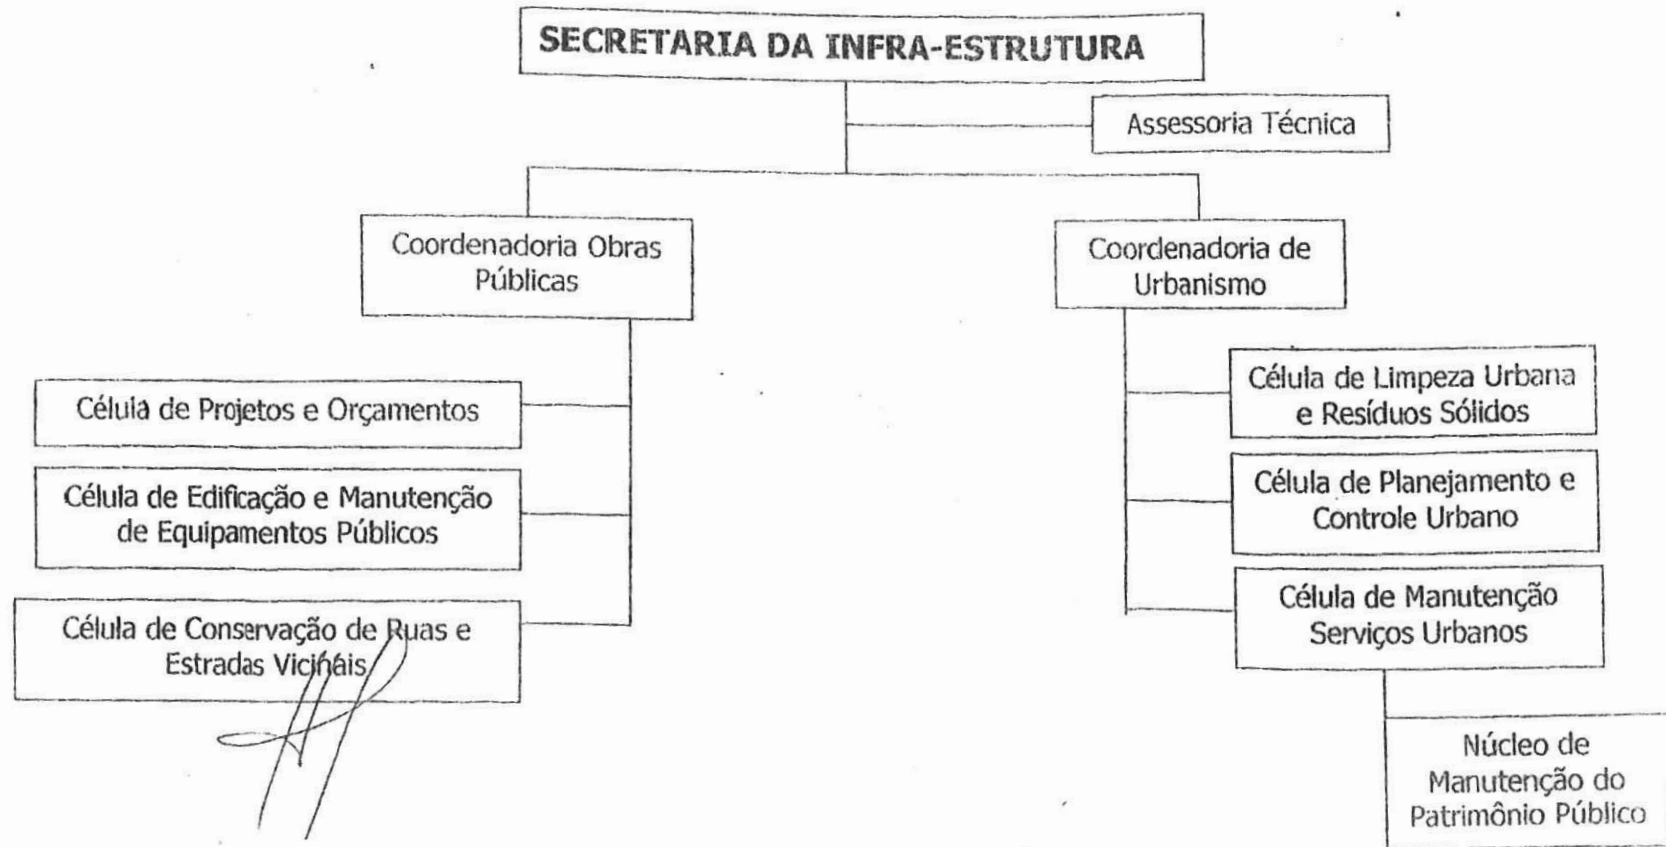 SECRETARIA DA INFRA-ESTRUTURA
Assessoria Técnica
Coordenadoria Obras
Públicas
Coordenadoria de
Urbanismo
Célula de Projetos e Orçamentos
Célula de Edificação e Manutenção
de Equipamentos Públicos
Célula de Conservação de Ruas e
Estradas Vicinais
Célula de Limpeza Urbana
e Resíduos Sólidos
Célula de Planejamento e
Controle Urbano
Célula de Manutenção
Serviços Urbanos
Núcleo de
Manutenção do
Patrimônio Público